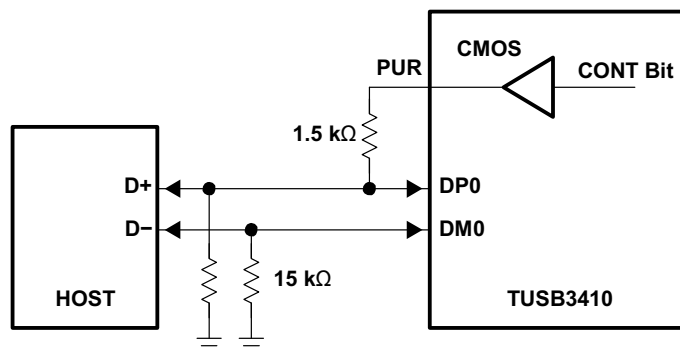 CMOS
PUR
CONT Bit
1.5 kΩ
D+
DP0
D−
DM0
15 kΩ
HOST
TUSB3410